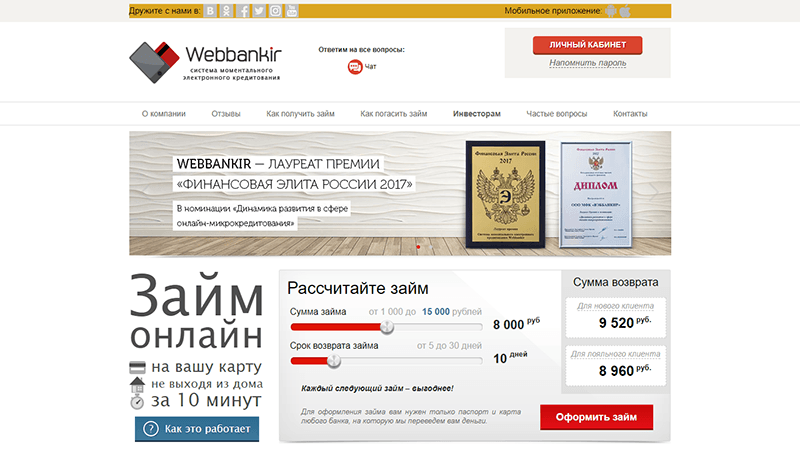 Дружите с нами в:
Мобильное приложение:
Webbankir
система моментального
электронного кредитования
Ответим на все вопросы:
Чат
ЛИЧНЫЙ КАБИНЕТ
Напомнить пароль
О компании Отзывы Как получить займ Как погасить займ Инвесторам Частые вопросы Контакты
WEBBANKIR — ЛАУРЕАТ ПРЕМИИ
«ФИНАНСОВАЯ ЭЛИТА РОССИИ 2017»
В номинации «Динамика развития в сфере
онлайн-микрокредитования»
Финансовая Элита России
2017
Э
Финансовая Элита России
ДИПЛОМ
Займ
онлайн
на вашу карту
не выходя из дома
за 10 минут
? Как это работает
Рассчитайте займ
Сумма займа от 1 000 до 15 000 рублей
8 000 руб
Срок возврата займа от 5 до 30 дней
10 дней
Каждый следующий займ – выгоднее!
Для оформления займа вам нужен только паспорт и карта
любого банка, на которую мы переведем вам деньги.
Оформить займ
Сумма возврата
Для нового клиента
9 520 руб.
Для лояльного клиента
8 960 руб.